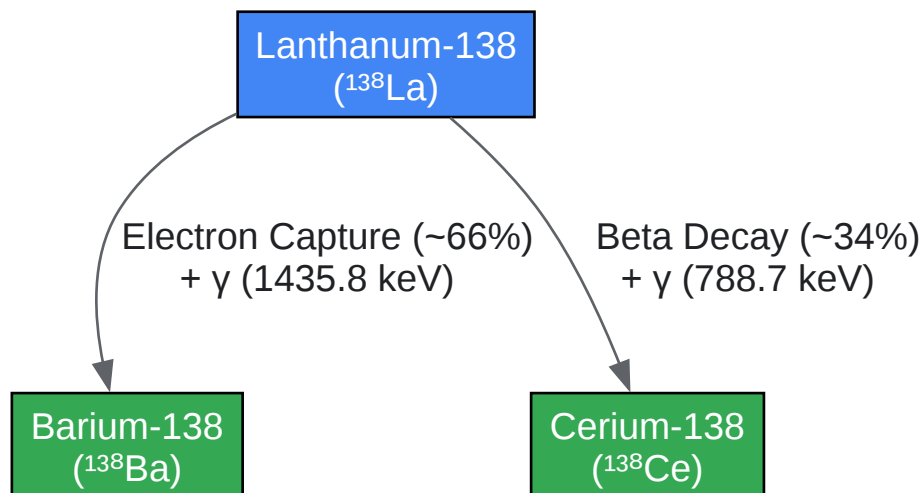 Lanthanum-138
(¹³⁸La)
Electron Capture (~66%)
+ γ (1435.8 keV)
Beta Decay (~34%)
+ γ (788.7 keV)
Barium-138
(¹³⁸Ba)
Cerium-138
(¹³⁸Ce)